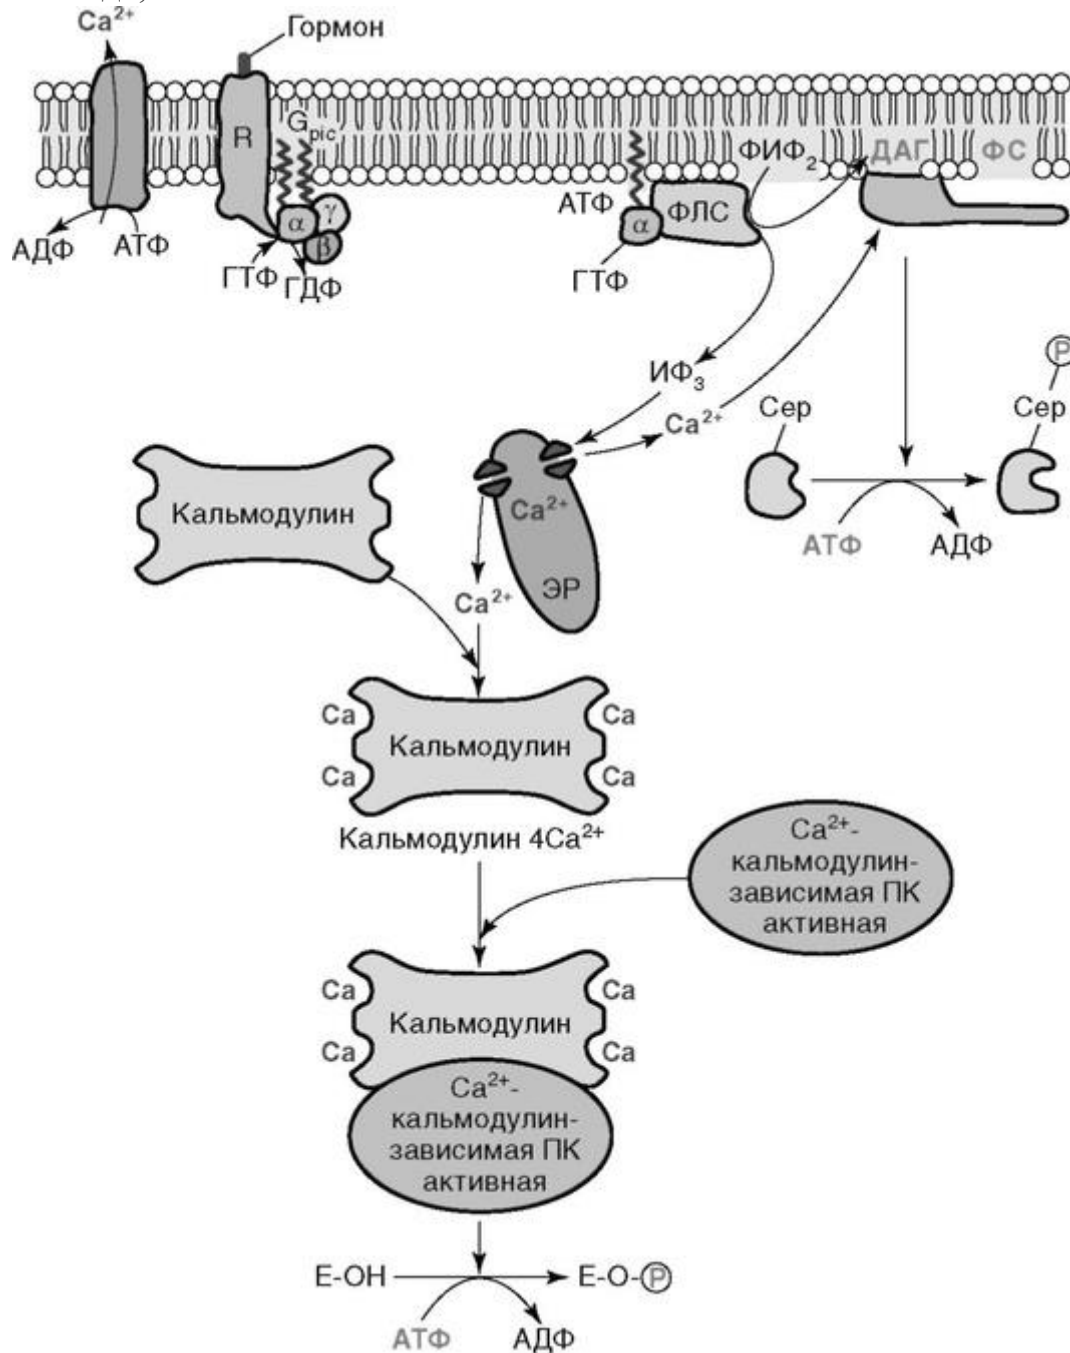 Ca²⁺
Гормон
R
G
pic
α
γ
β
АДФ
АТФ
ГТФ
ГДФ
АТФ
α
ФЛС
ГТФ
ФИФ₂
ДАГ
ФС
ИФ₃
Ca²⁺
Сер
P
Сер
АТФ
АДФ
Кальмодулин
Ca²⁺
ЭР
Ca²⁺
Ca
Ca
Кальмодулин
Ca
Ca
Кальмодулин 4Ca²⁺
Ca²⁺-
кальмодулин-
зависимая ПК
активная
Ca
Ca
Кальмодулин
Ca
Ca
Ca²⁺-
кальмодулин-
зависимая ПК
активная
E-OH
E-O-P
АТФ
АДФ